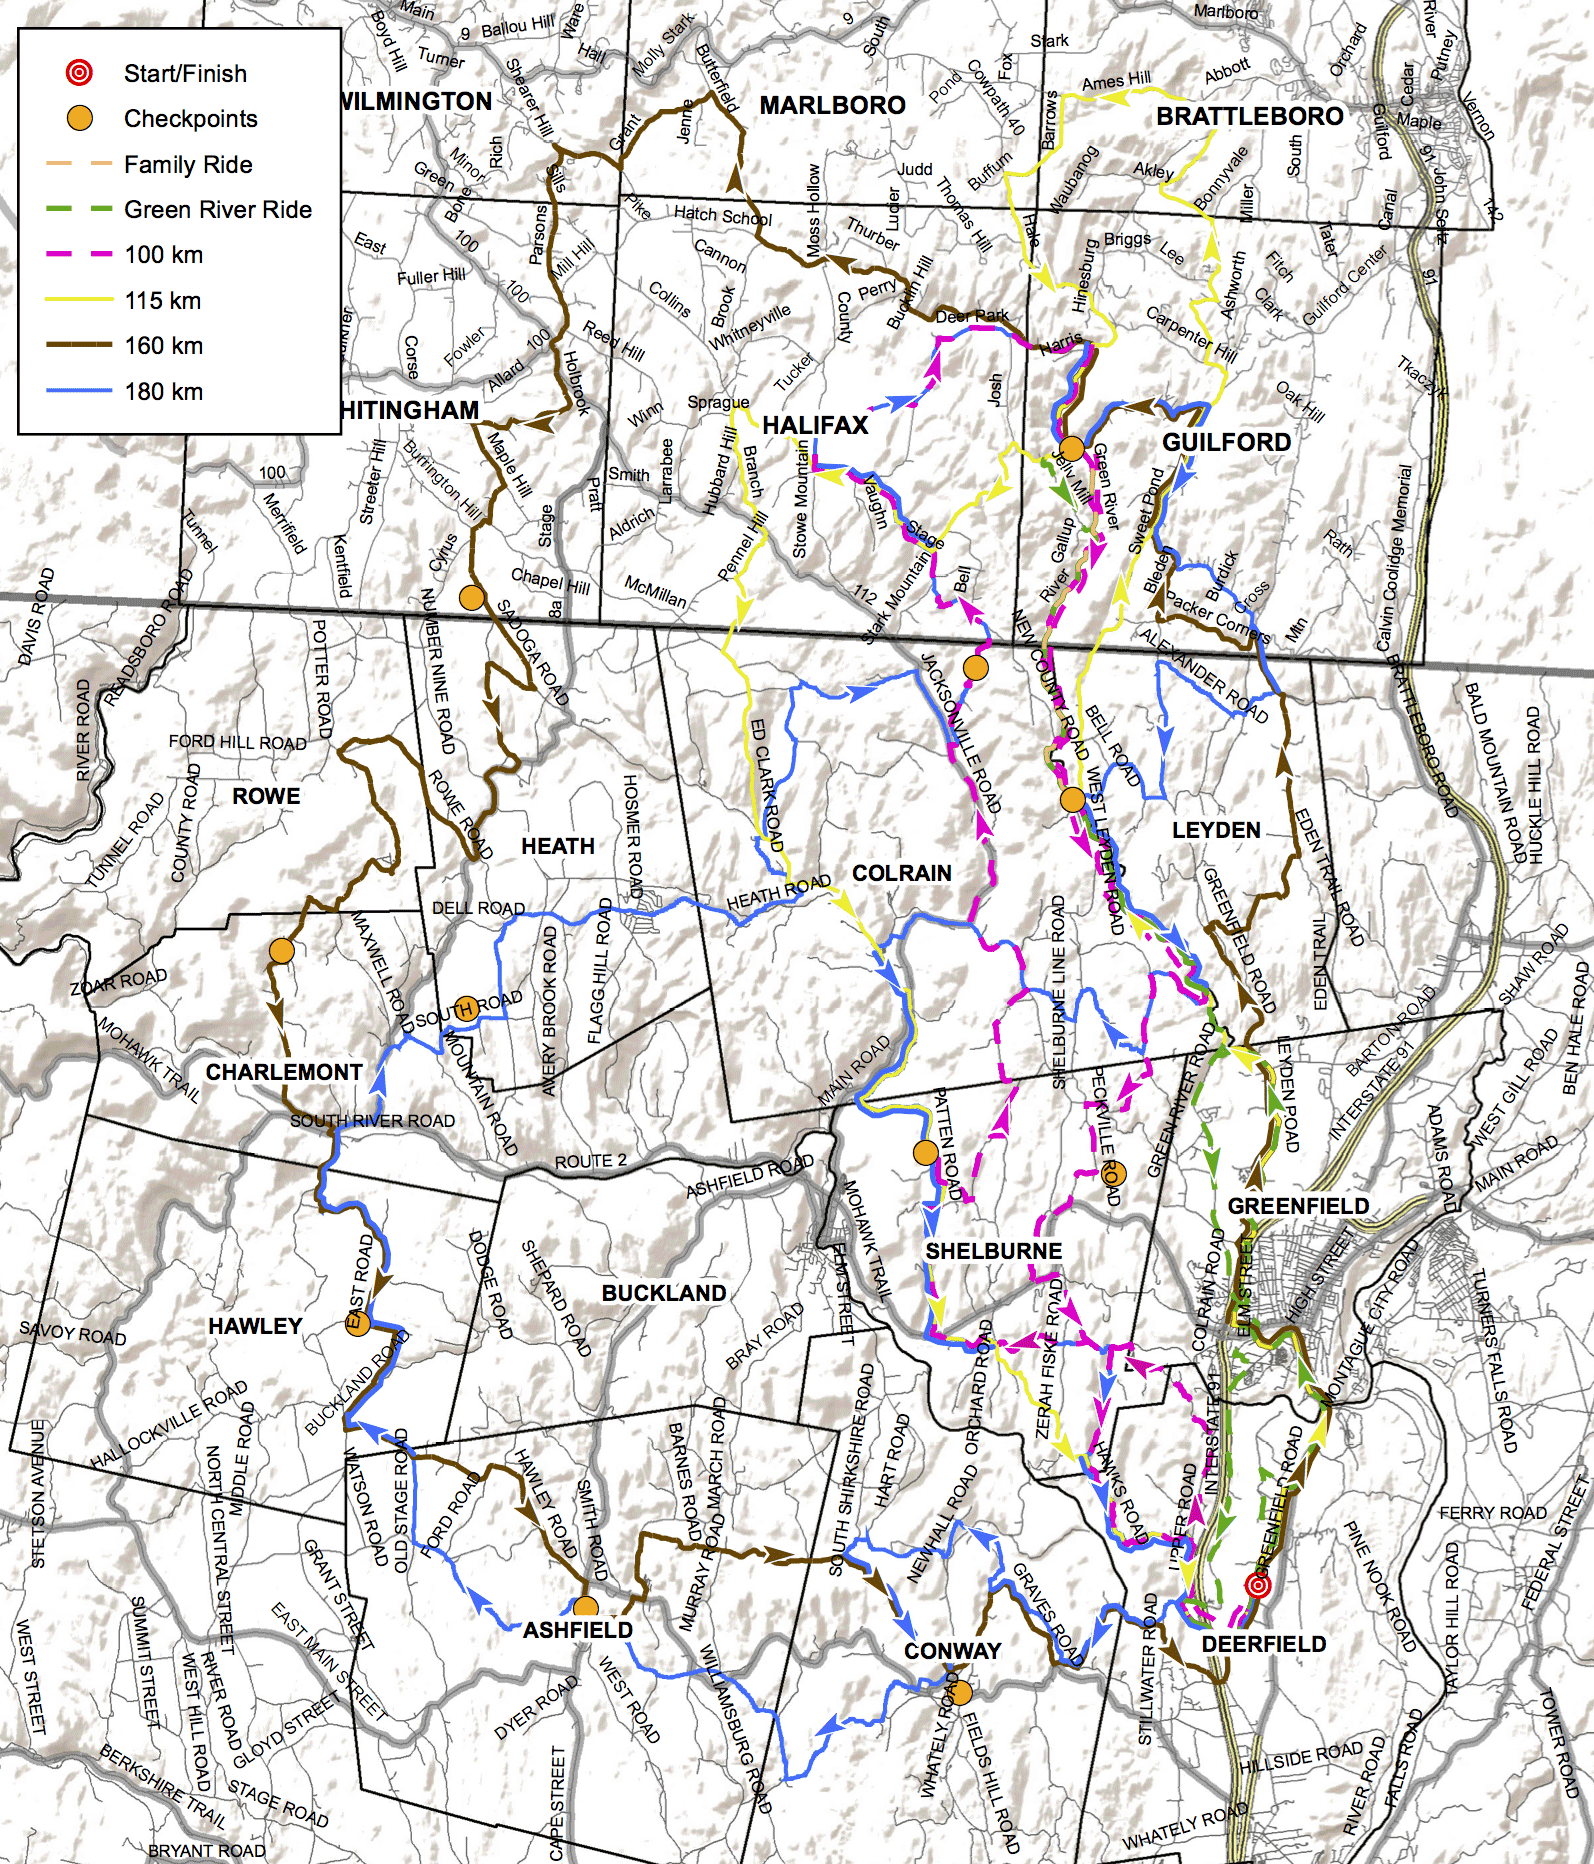 Start/Finish
Checkpoints
Family Ride
Green River Ride
100 km
115 km
160 km
180 km
Main
Boyd Hill
9
Ballou Hill
Ware
Turner
Hall
Molly Stark
9
South
Marlboro
Stark
River
Putney
Orchard
Cedar
Shearer Hill
Butterfield
Pond
Cowpath 40
Fox
Ames Hill
Abbott
MARLBORO
BRATTLEBORO
Guilford
Maple
Vernon
Grant
Jenne
Barrows
Rich
Minor
Green
Bone
Sills
Judd
Buffum
Waubanog
Akley
Bonnyvale
South
91
John Seitz
142
Pike
Hatch School
Moss Hollow
Lucier
Thomas Hill
Hale
Miller
Canal
Tater
Parsons
East
100
Mill Hill
Fuller Hill
100
Cannon
Thurber
Briggs
Lee
Hinesburg
Ashworth
Fitch
Guilford Center
91
Collins
Brook
Perry
Bucklin Hill
Clark
Whitneyville
County
Deer Park
Harris
Carpenter Hill
Corse
Fowler
Allard
100
Reed Hill
Holbrook
Tucker
Josh
Oak Hill
Tkaczyk
Winn
Sprague
HALIFAX
GUILFORD
Maple Hill
Burrington Hill
Streeter Hill
100
Merrifield
Tunnel
Smith
Larrabee
Hubbard Hill
Branch
Stowe Mountain
Vaughn
Jelly Mill
Green River
Sweet Pond
Calvin Coolidge Memorial
Pratt
Stage
Aldrich
Pennel Hill
Stage
Gallup
Rath
Kentfield
Cyrus
Chapel Hill
8a
McMillan
112
Stark Mountain
Bell
River
Bleden
Burdick
Cross
Packer Corners
Mtn
DAVIS ROAD
READSBORO ROAD
POTTER ROAD
NUMBER NINE ROAD
SADOGA ROAD
JACKSONVILLE ROAD
NEW COUNTY ROAD
ALEXANDER ROAD
BRATTLEBORO ROAD
BALD MOUNTAIN ROAD
HUCKLE HILL ROAD
RIVER ROAD
FORD HILL ROAD
COUNTY ROAD
TUNNEL ROAD
ROWE
ROWE ROAD
HEATH
HOSMER ROAD
ED CLARK ROAD
BELL ROAD
WEST LEYDEN ROAD
LEYDEN
EDEN TRAIL ROAD
COLRAIN
DELL ROAD
HEATH ROAD
GREENFIELD ROAD
EDEN TRAIL
ZOAR ROAD
MAXWELL ROAD
SOUTH ROAD
AVERY BROOK ROAD
FLAGG HILL ROAD
SHELBURNE LINE ROAD
SHAW ROAD
BEN HALE ROAD
MOHAWK TRAIL
CHARLEMONT
MOUNTAIN ROAD
MAIN ROAD
PECKVILLE ROAD
GREEN RIVER ROAD
LEYDEN ROAD
BARTON ROAD
INTERSTATE 91
WEST GILL ROAD
ADAMS ROAD
MAIN ROAD
SOUTH RIVER ROAD
ROUTE 2
ASHFIELD ROAD
PATTEN ROAD
GREENFIELD
SHELBURNE
MOHAWK TRAIL
ELM STREET
EAST ROAD
DODGE ROAD
SHEPARD ROAD
BUCKLAND
COLRAIN ROAD
ELM STREET
HIGH STREET
MONTAGUE CITY ROAD
TURNERS FALLS ROAD
SAVOY ROAD
HAWLEY
BRAY ROAD
BUCKLAND ROAD
ORCHARD ROAD
ZERAH FISKE ROAD
HALLOCKVILLE ROAD
STETSON AVENUE
MIDDLE ROAD
NORTH CENTRAL STREET
WATSON ROAD
OLD STAGE ROAD
FORD ROAD
HAWLEY ROAD
SMITH ROAD
BARNES ROAD
MARCH ROAD
MURRAY ROAD
SOUTH SHIRKSHIRE ROAD
HART ROAD
NEWHALL ROAD
HAWKS ROAD
UPPER ROAD
INTERSTATE 91
GREENFIELD ROAD
FERRY ROAD
PINE NOOK ROAD
TAYLOR HILL ROAD
FEDERAL STREET
GRANT STREET
EAST MAIN STREET
WEST STREET
SUMMIT STREET
WEST HILL ROAD
RIVER ROAD
GLOYD STREET
ASHFIELD
GRAVES ROAD
CONWAY
STILLWATER ROAD
DEERFIELD
DYER ROAD
WEST ROAD
WILLIAMSBURG ROAD
WHATELY ROAD
FIELDS HILL ROAD
HILLSIDE ROAD
RIVER ROAD
FALLS ROAD
TOWER ROAD
BERKSHIRE TRAIL
STAGE ROAD
BRYANT ROAD
CAPE STREET
WHATELY ROAD